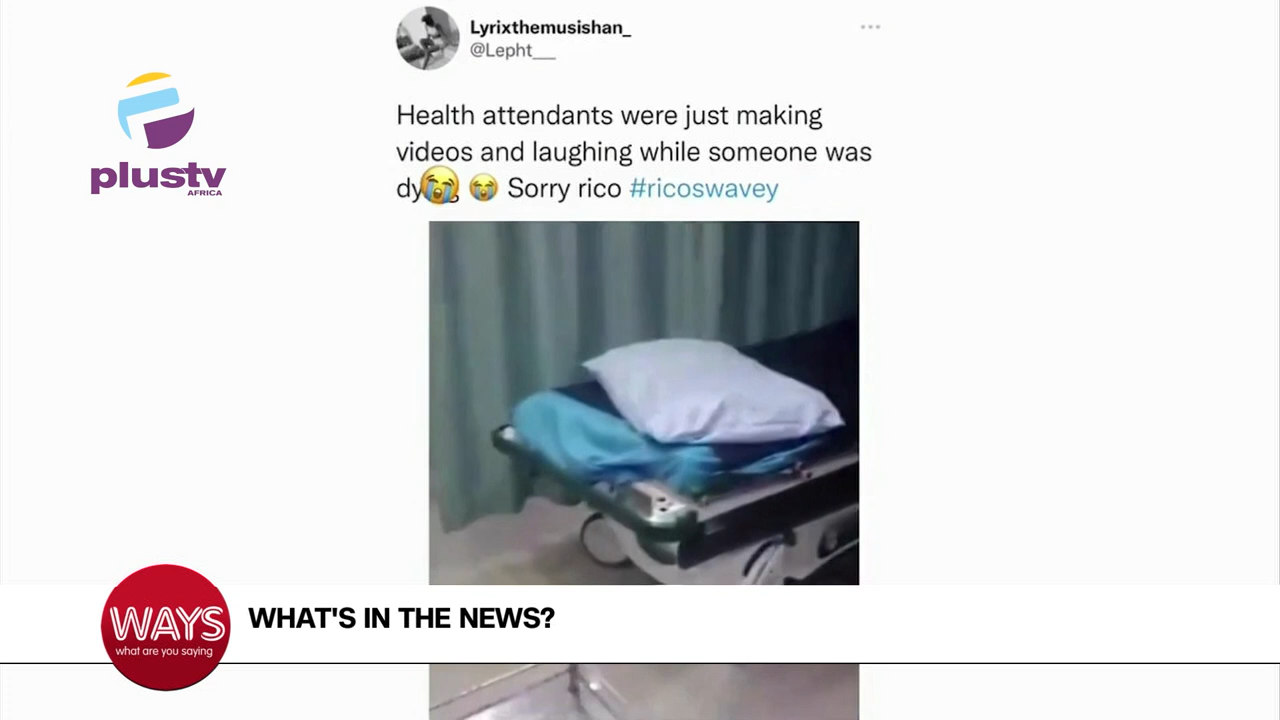 Lyrixthemusishan_
@Lepht___
Health attendants were just making
videos and laughing while someone was
Sorry rico #ricoswavey
plustv
AFRICA
WAYS
what are you saying
WHAT'S IN THE NEWS?